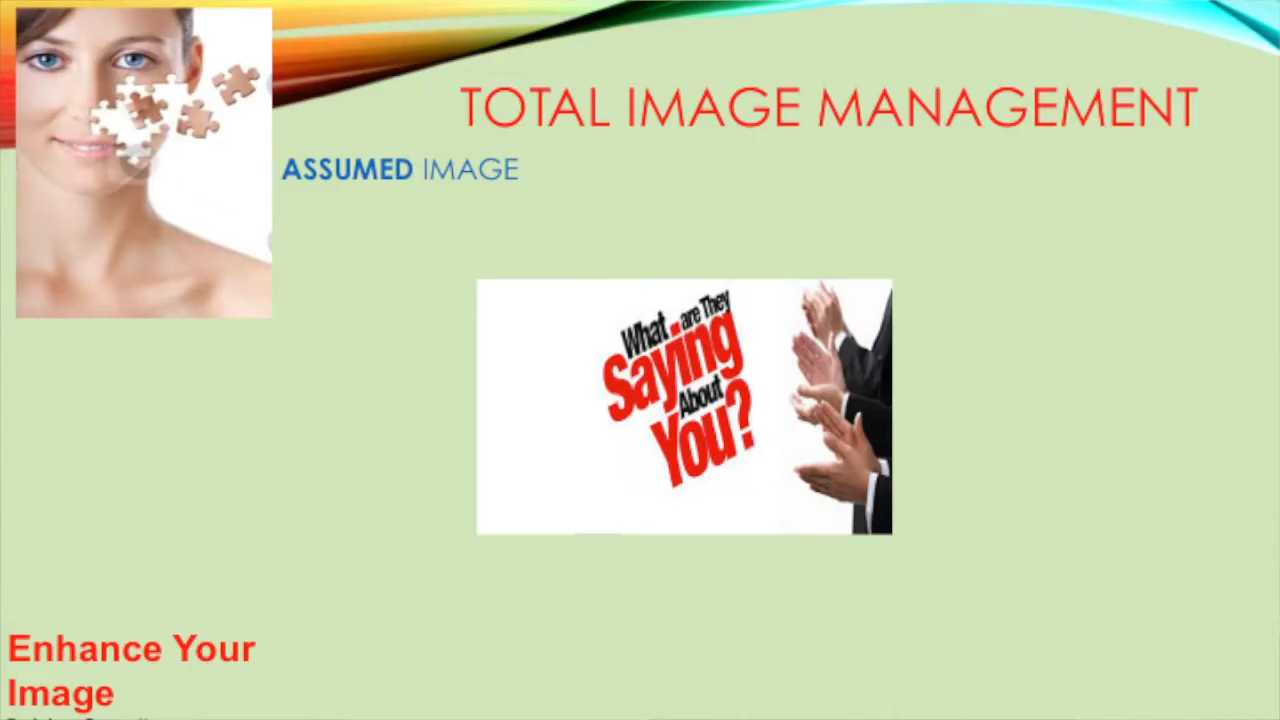 TOTAL IMAGE MANAGEMENT
ASSUMED IMAGE
What are They
Saying
About
You?
Enhance Your
Image